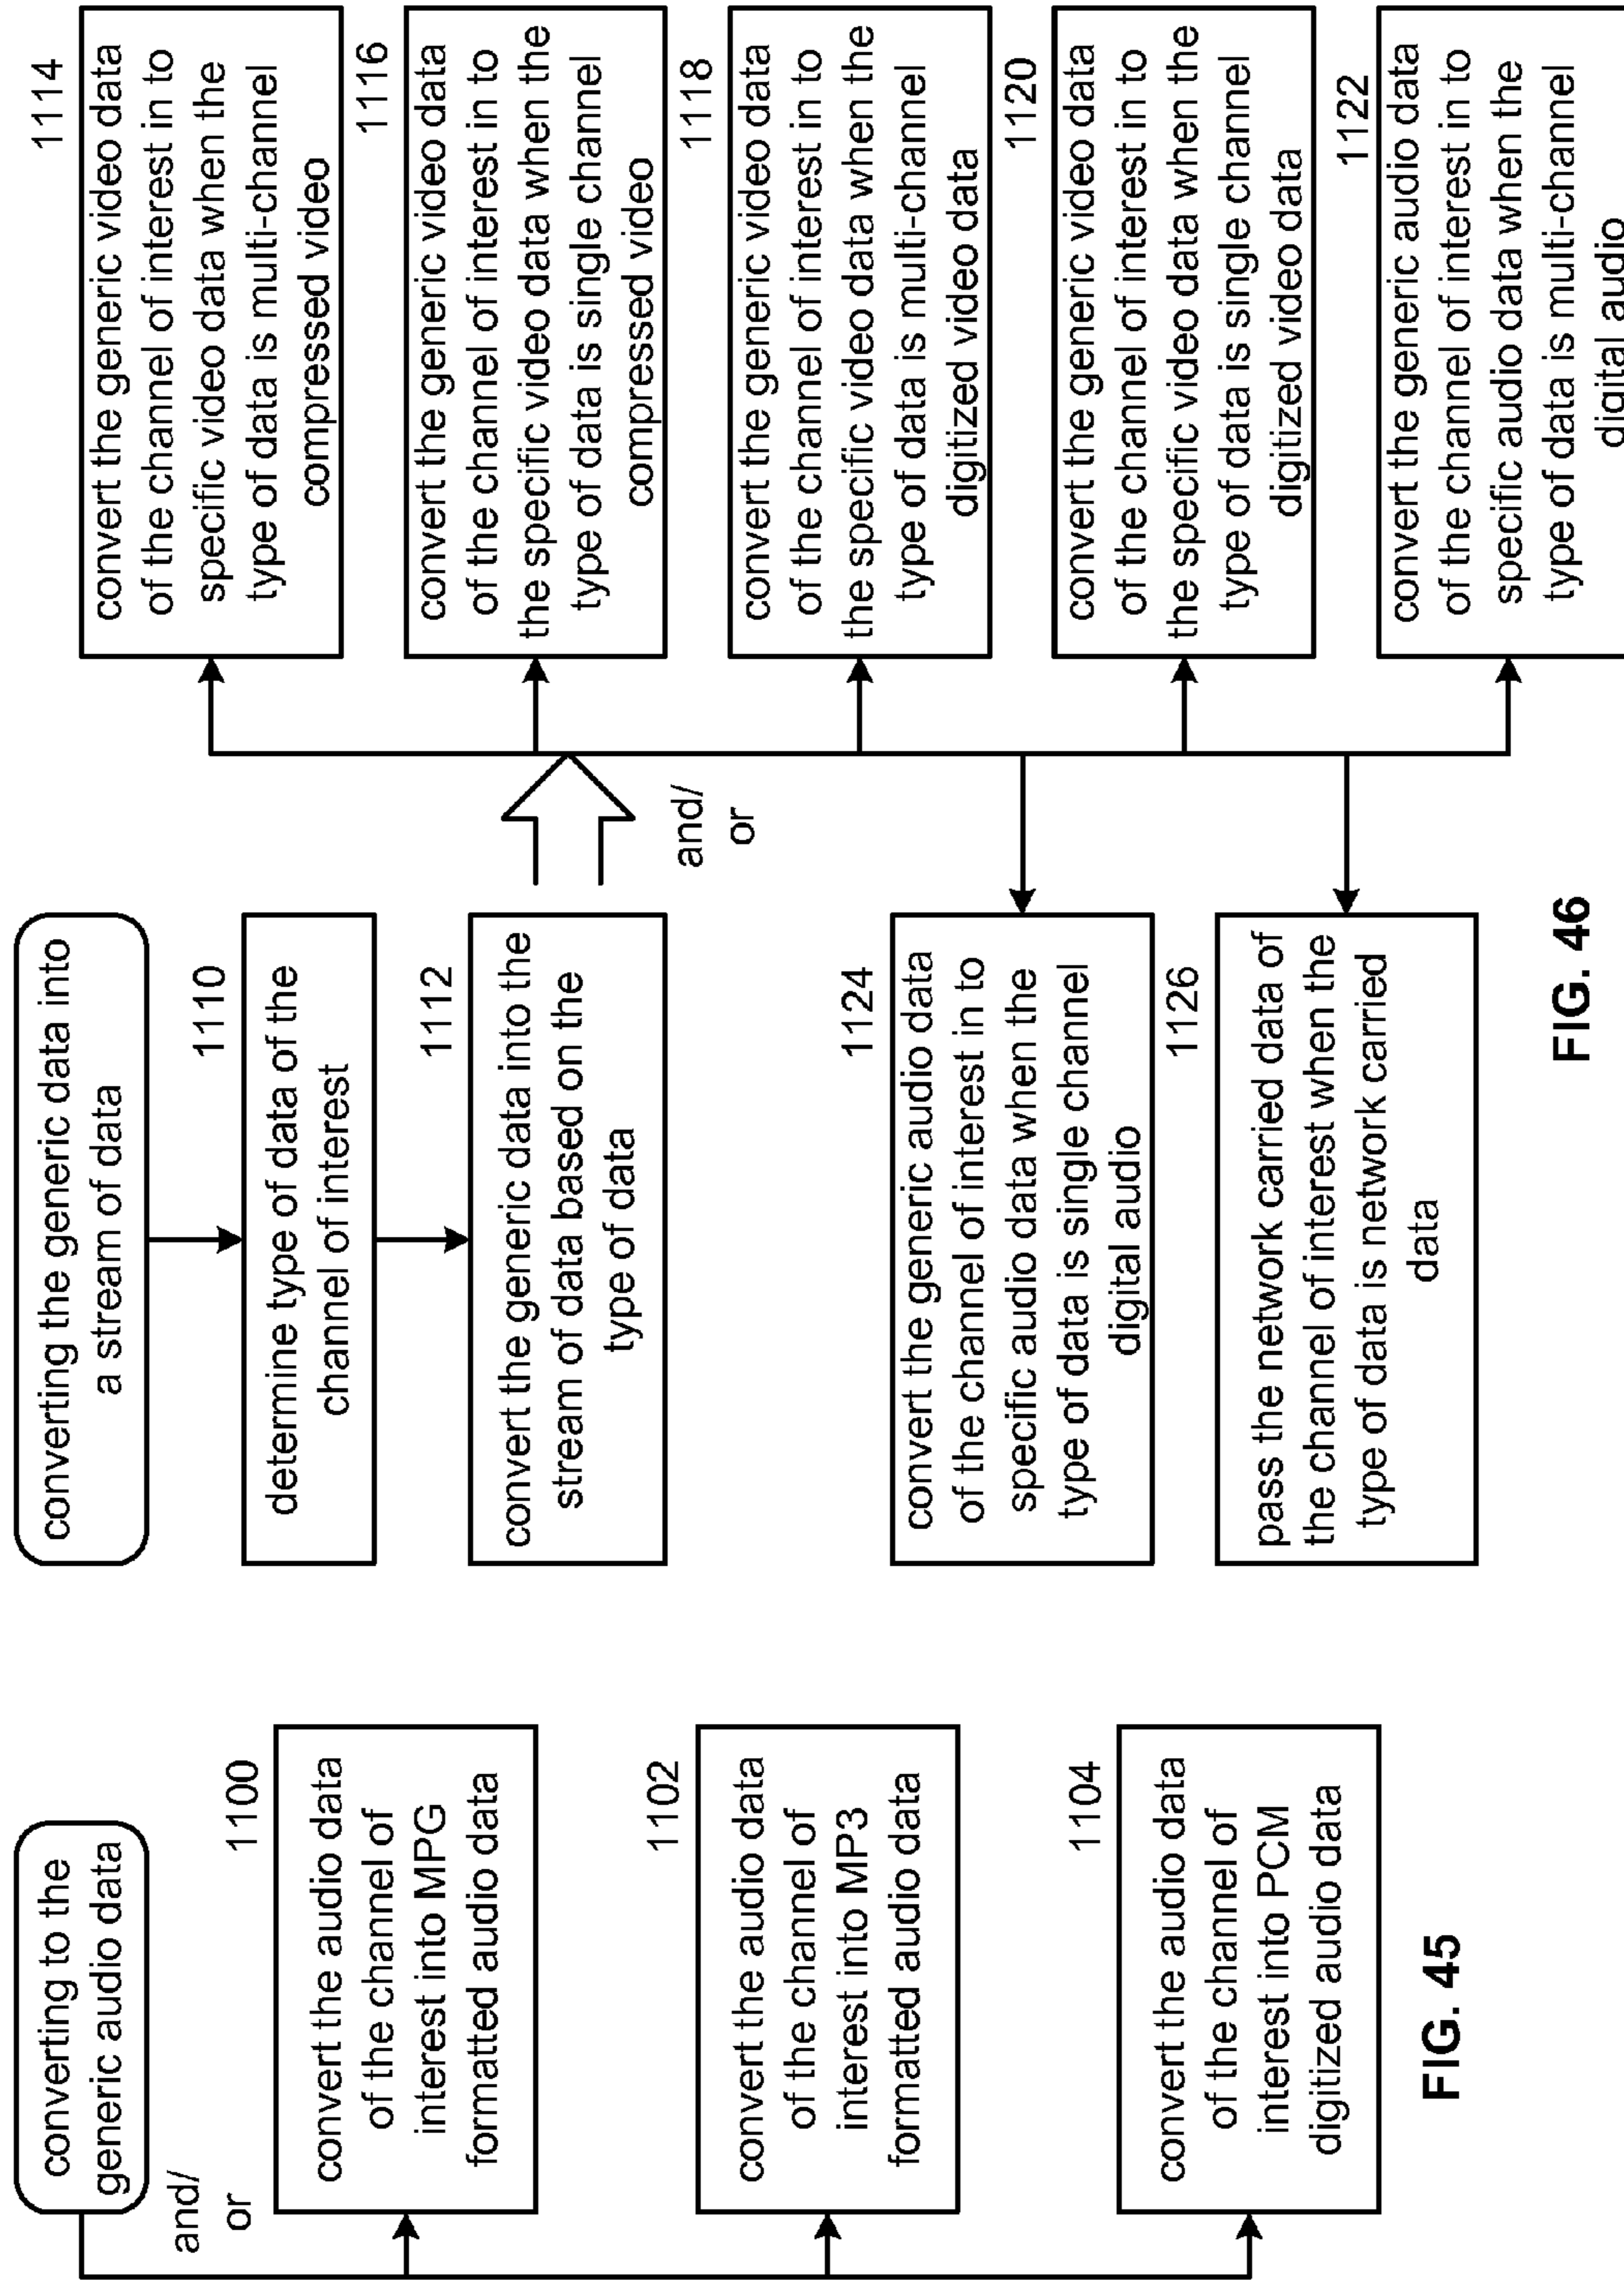 converting to the
generic audio data
and/
or
1100
convert the audio data
of the channel of
interest into MPG
formatted audio data
1102
convert the audio data
of the channel of
interest into MP3
formatted audio data
1104
convert the audio data
of the channel of
interest into PCM
digitized audio data
FIG. 45
converting the generic data into
a stream of data
1110
determine type of data of the
channel of interest
1112
convert the generic data into the
stream of data based on the
type of data
and/
or
1114
convert the generic video data
of the channel of interest in to
specific video data when the
type of data is multi-channel
compressed video
1116
convert the generic video data
of the channel of interest in to
the specific video data when the
type of data is single channel
compressed video
1118
convert the generic video data
of the channel of interest in to
the specific video data when the
type of data is multi-channel
digitized video data
1120
convert the generic video data
of the channel of interest in to
the specific video data when the
type of data is single channel
digitized video data
1122
convert the generic audio data
of the channel of interest in to
specific audio data when the
type of data is multi-channel
digital audio
1124
convert the generic audio data
of the channel of interest in to
specific audio data when the
type of data is single channel
digital audio
1126
pass the network carried data of
the channel of interest when the
type of data is network carried
data
FIG. 46